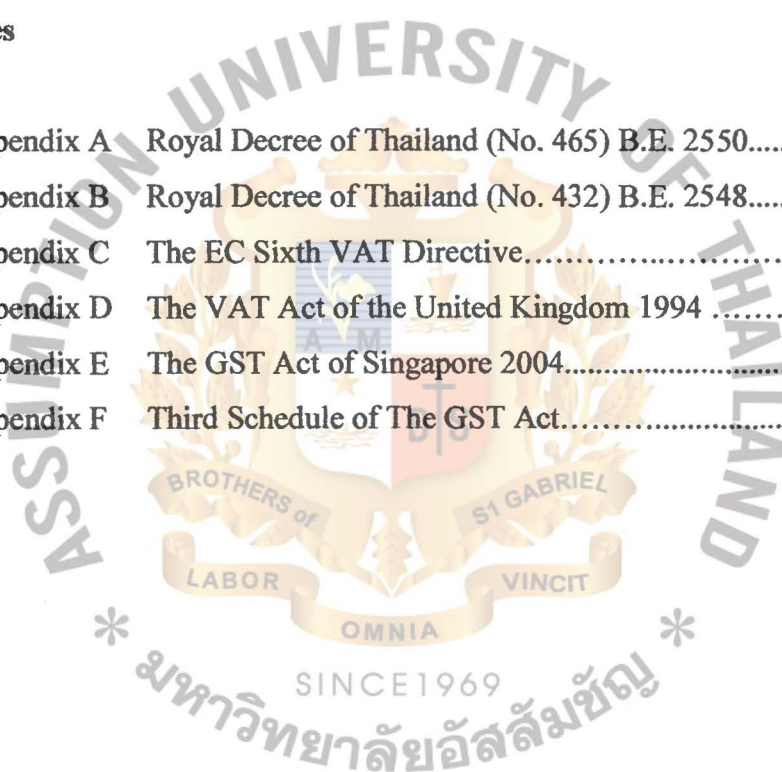 es
pendix A Royal Decree of Thailand (No. 465) B.E. 2550.....
pendix B Royal Decree of Thailand (No. 432) B.E. 2548.....
pendix C The EC Sixth VAT Directive........................
pendix D The VAT Act of the United Kingdom 1994 .......
pendix E The GST Act of Singapore 2004..........................
pendix F Third Schedule of The GST Act........................
ASSUMPTION UNIVERSITY OF THAILAND
A M
D S
BROTHERS of ST GABRIEL
LABOR OMNIA VINCIT
SINCE1969
* มหาวิทยาลัยอัสสัมชัญ *